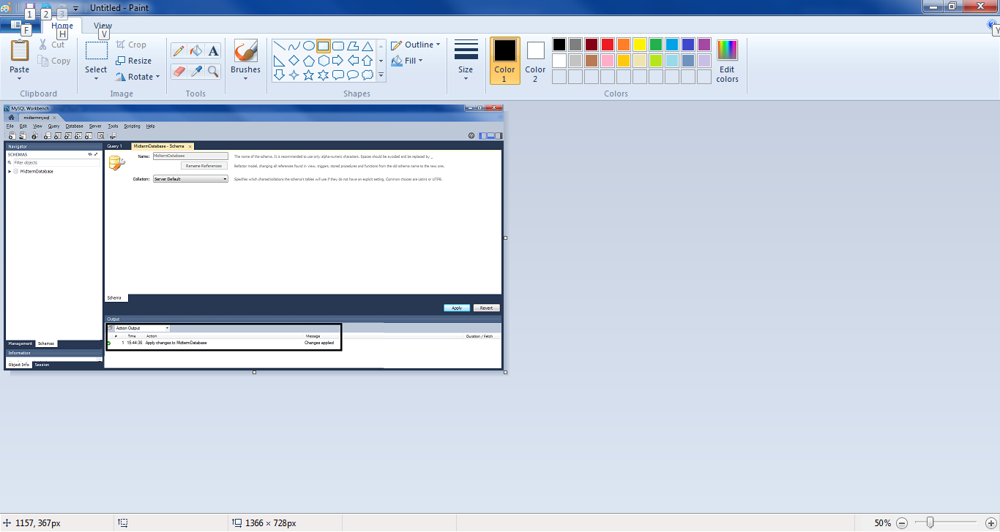 1 2 3 Untitled - Paint
F Home H View V Y
Cut
Copy
Paste
Clipboard
Select
Crop
Resize
Rotate
Image
A
Tools
Brushes
Shapes
Outline
Fill
Size
Color
1
Color
2
Colors
Edit
colors
MySQL Workbench
midtermmysql x
File Edit View Query Database Server Tools Scripting Help
Navigator
SCHEMAS
Filter objects
MidtermDatabase
Management Schemas
Information
Object Info Session
Query 1 MidtermDatabase - Schema x
Name: MidtermDatabase The name of the schema. It is recommended to use only alpha-numeric characters. Spaces should be avoided and be replaced by _
Rename References Refactor model, changing all references found in view, triggers, stored procedures and functions from the old schema name to the new one.
Collation: Server Default Specifies which charset/collations the schema's tables will use if they do not have an explicit setting. Common choices are Latin1 or UTF8.
Schema
Apply Revert
Output
Action Output
# Time Action Message Duration / Fetch
1 15:44:36 Apply changes to MidtermDatabase Changes applied
1157, 367px 1366 × 728px 50%